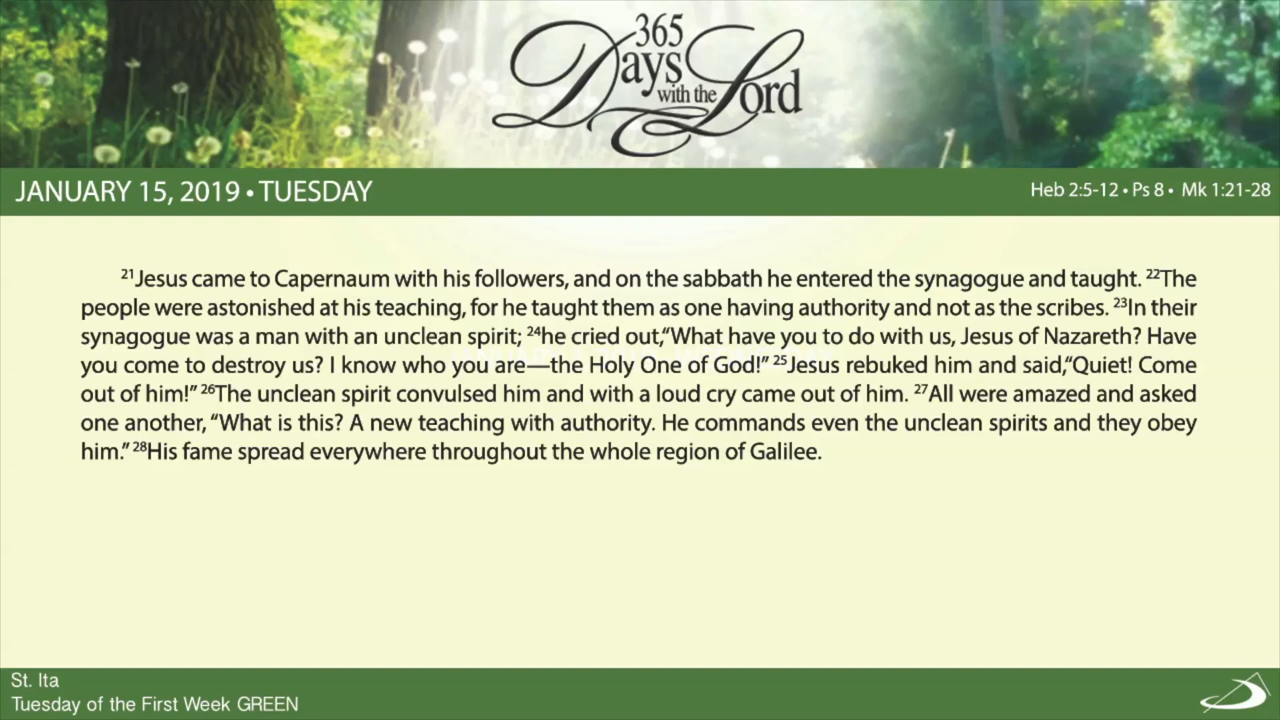 365
Days
with the
Lord
JANUARY 15, 2019 • TUESDAY
Heb 2:5-12 • Ps 8 • Mk 1:21-28
21Jesus came to Capernaum with his followers, and on the sabbath he entered the synagogue and taught. 22The
people were astonished at his teaching, for he taught them as one having authority and not as the scribes. 23In their
synagogue was a man with an unclean spirit; 24he cried out,“What have you to do with us, Jesus of Nazareth? Have
you come to destroy us? I know who you are—the Holy One of God!” 25Jesus rebuked him and said,“Quiet! Come
out of him!” 26The unclean spirit convulsed him and with a loud cry came out of him. 27All were amazed and asked
one another, “What is this? A new teaching with authority. He commands even the unclean spirits and they obey
him.” 28His fame spread everywhere throughout the whole region of Galilee.
St. Ita
Tuesday of the First Week GREEN